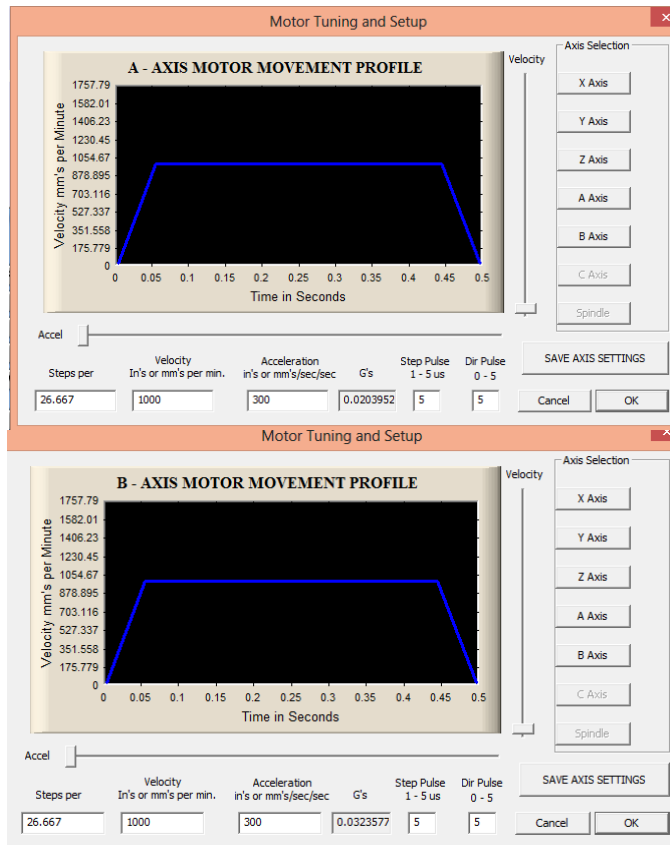 Motor Tuning and Setup
x
A - AXIS MOTOR MOVEMENT PROFILE
Velocity
Axis Selection
Velocity mm's per Minute
1757.79
1582.01
1406.23
1230.45
1054.67
878.895
703.116
527.337
351.558
175.779
0
0 0.05 0.1 0.15 0.2 0.25 0.3 0.35 0.4 0.45 0.5
Time in Seconds
X Axis
Y Axis
Z Axis
A Axis
B Axis
C Axis
Spindle
Accel
Steps per
Velocity
In's or mm's per min.
Acceleration
in's or mm's/sec/sec
G's
Step Pulse
1 - 5 us
Dir Pulse
0 - 5
SAVE AXIS SETTINGS
26.667 1000 300 0.0203952 5 5 Cancel OK
Motor Tuning and Setup
x
B - AXIS MOTOR MOVEMENT PROFILE
Velocity
Axis Selection
Velocity mm's per Minute
1757.79
1582.01
1406.23
1230.45
1054.67
878.895
703.116
527.337
351.558
175.779
0
0 0.05 0.1 0.15 0.2 0.25 0.3 0.35 0.4 0.45 0.5
Time in Seconds
X Axis
Y Axis
Z Axis
A Axis
B Axis
C Axis
Spindle
Accel
Steps per
Velocity
In's or mm's per min.
Acceleration
in's or mm's/sec/sec
G's
Step Pulse
1 - 5 us
Dir Pulse
0 - 5
SAVE AXIS SETTINGS
26.667 1000 300 0.0323577 5 5 Cancel OK